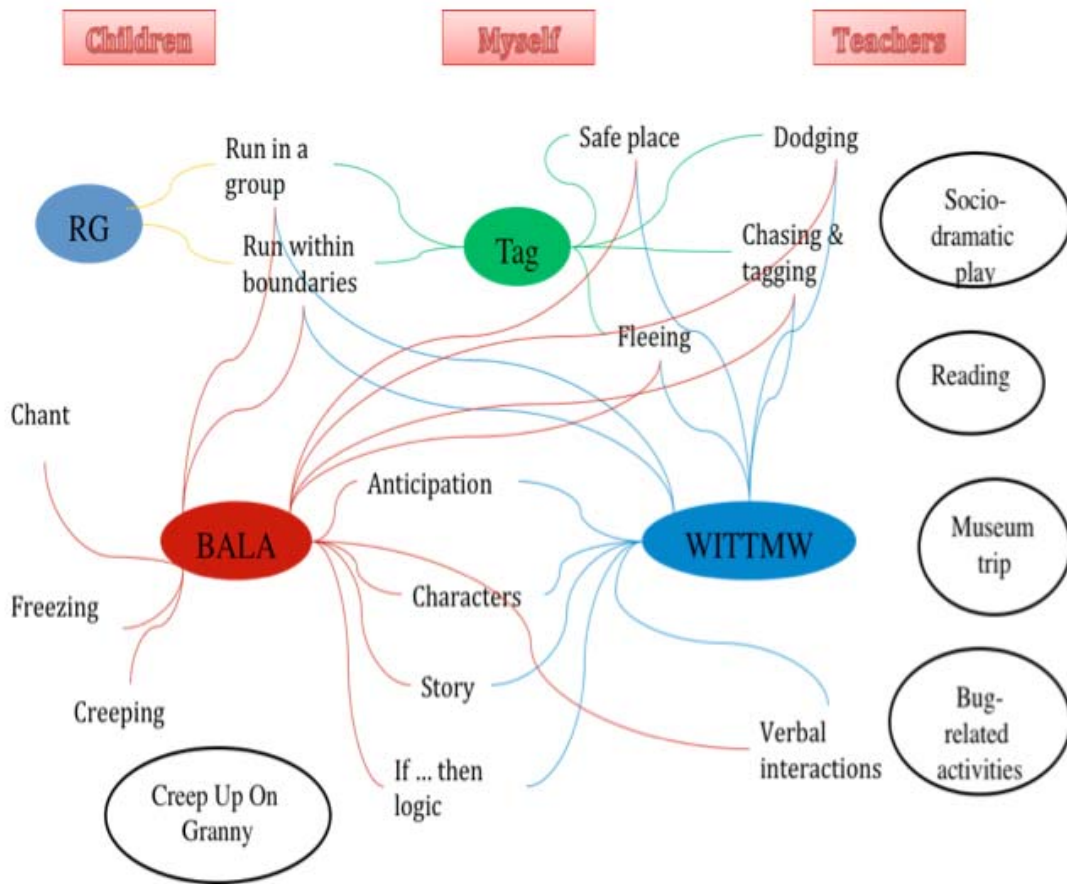 Children
Myself
Teachers
Safe place
Dodging
Run in a
group
Socio-
dramatic
play
RG
Tag
Chasing &
tagging
Run within
boundaries
Fleeing
Reading
Chant
Anticipation
BALA
WITTMW
Museum
trip
Characters
Freezing
Story
Creeping
Bug-
related
activities
Verbal
interactions
If ... then
logic
Creep Up On
Granny